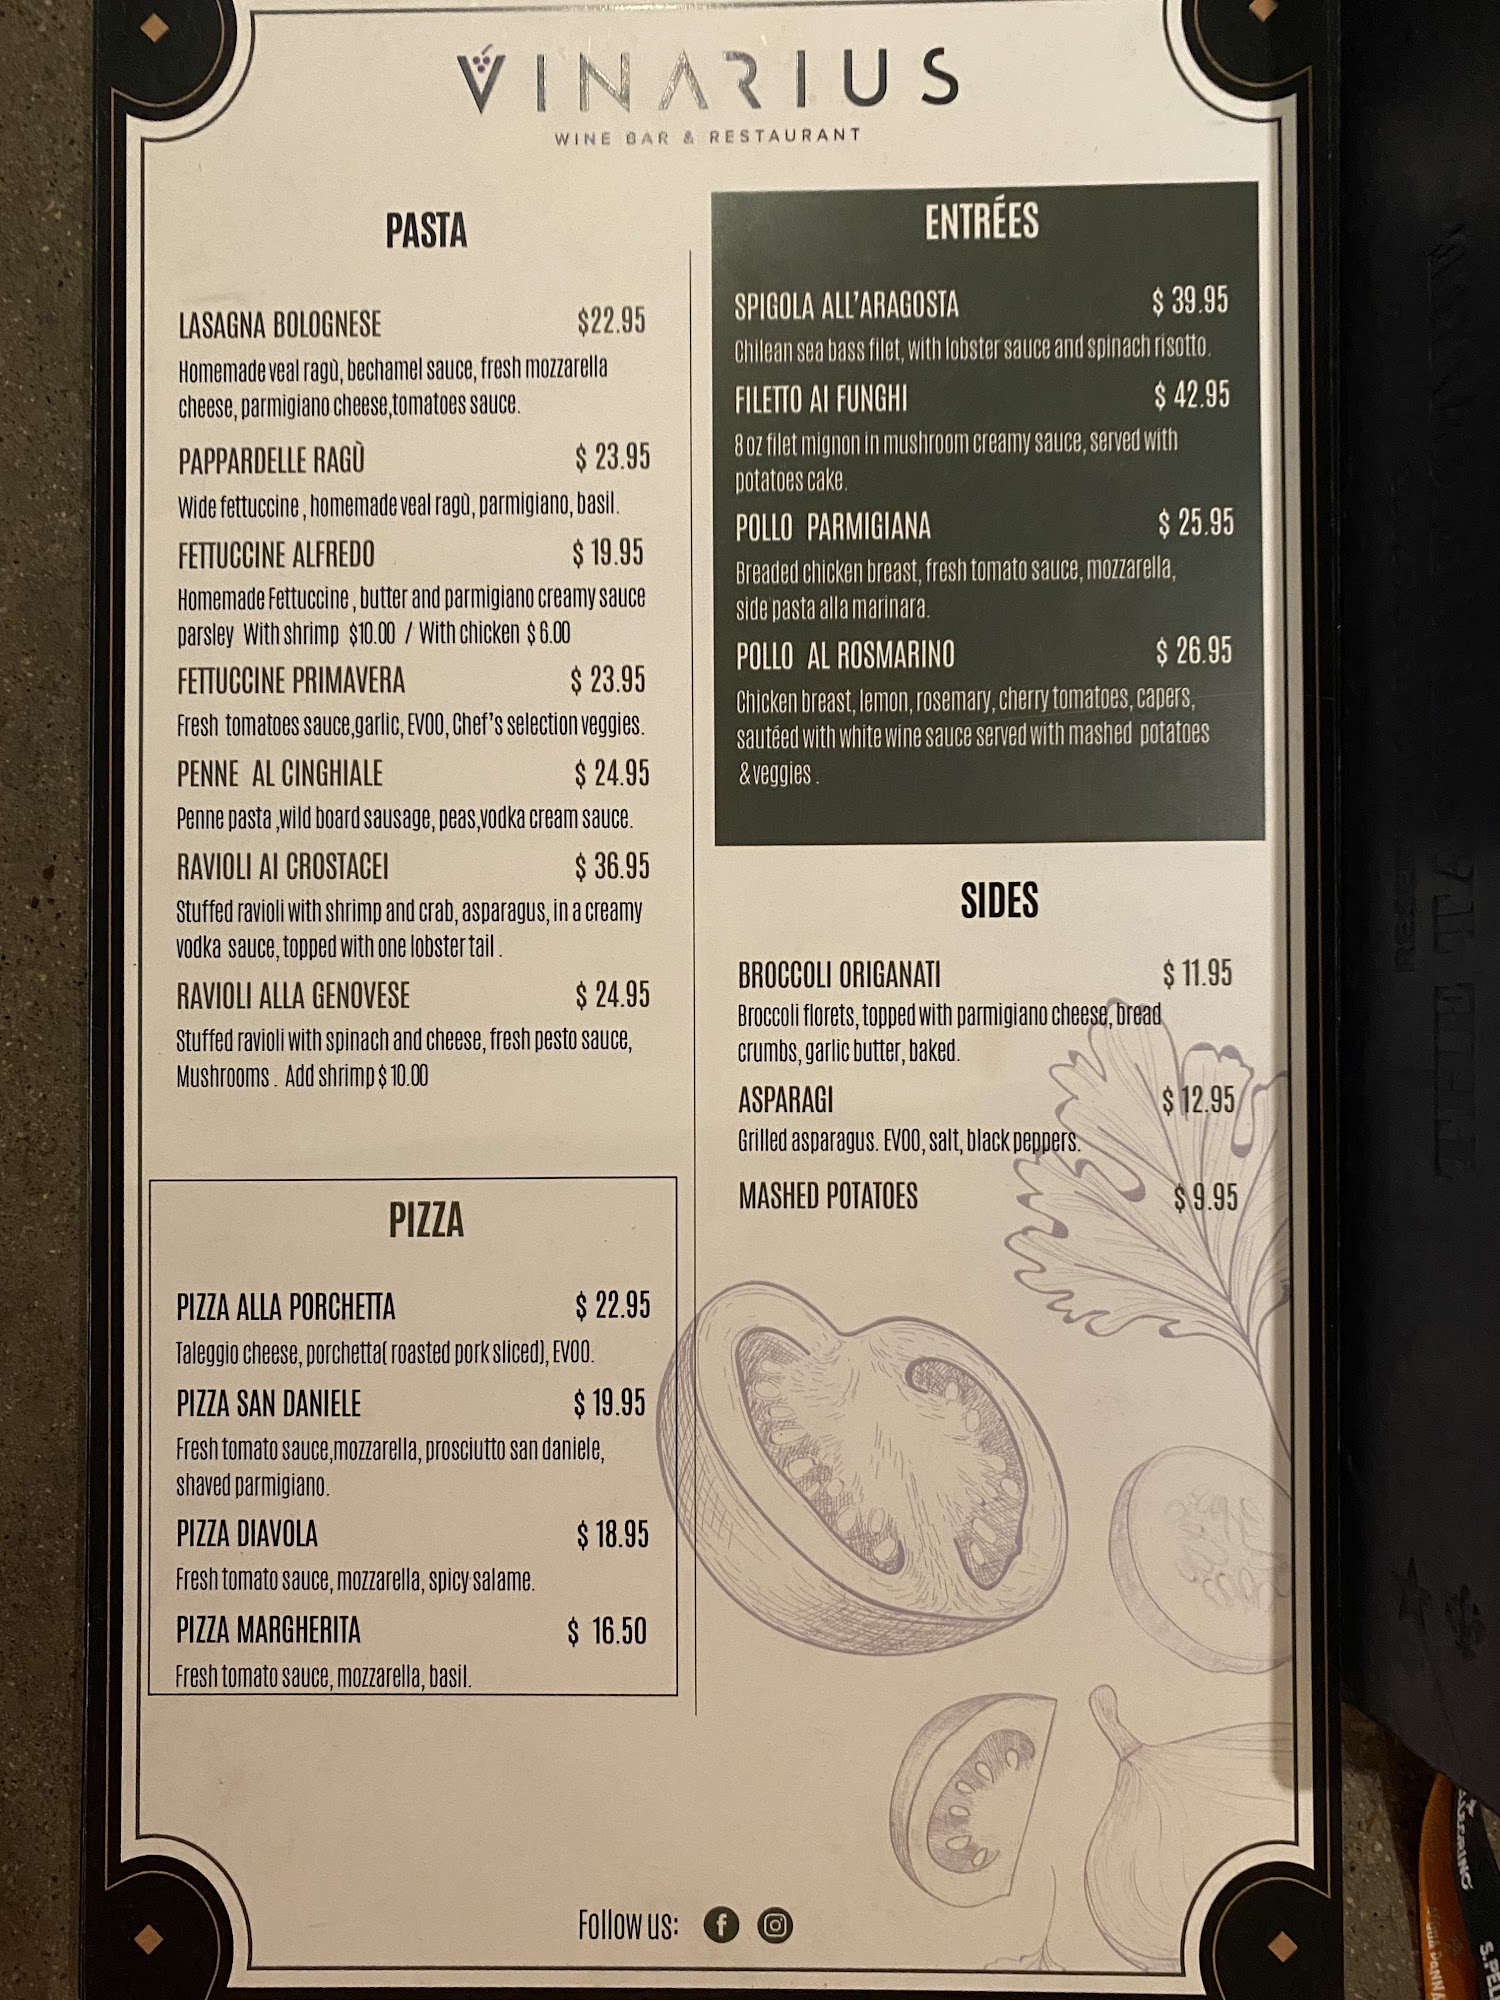 VINARIUS
WINE BAR & RESTAURANT
PASTA
LASAGNA BOLOGNESE $22.95
Homemade veal ragù, bechamel sauce, fresh mozzarella
cheese, parmigiano cheese,tomatoes sauce.
PAPPARDELLE RAGÙ $ 23.95
Wide fettuccine , homemade veal ragù, parmigiano, basil.
FETTUCCINE ALFREDO $ 19.95
Homemade Fettuccine , butter and parmigiano creamy sauce
parsley With shrimp $10.00 / With chicken $ 6.00
FETTUCCINE PRIMAVERA $ 23.95
Fresh tomatoes sauce,garlic, EVOO, Chef's selection veggies.
PENNE AL CINGHIALE $ 24.95
Penne pasta ,wild board sausage, peas,vodka cream sauce.
RAVIOLI AI CROSTACEI $ 36.95
Stuffed ravioli with shrimp and crab, asparagus, in a creamy
vodka sauce, topped with one lobster tail .
RAVIOLI ALLA GENOVESE $ 24.95
Stuffed ravioli with spinach and cheese, fresh pesto sauce,
Mushrooms . Add shrimp $ 10.00
PIZZA
PIZZA ALLA PORCHETTA $ 22.95
Taleggio cheese, porchetta( roasted pork sliced), EVOO.
PIZZA SAN DANIELE $ 19.95
Fresh tomato sauce,mozzarella, prosciutto san daniele,
shaved parmigiano.
PIZZA DIAVOLA $ 18.95
Fresh tomato sauce, mozzarella, spicy salame.
PIZZA MARGHERITA $ 16.50
Fresh tomato sauce, mozzarella, basil.
ENTRÉES
SPIGOLA ALL'ARAGOSTA $ 39.95
Chilean sea bass filet, with lobster sauce and spinach risotto.
FILETTO AI FUNGHI $ 42.95
8 oz filet mignon in mushroom creamy sauce, served with
potatoes cake.
POLLO PARMIGIANA $ 25.95
Breaded chicken breast, fresh tomato sauce, mozzarella,
side pasta alla marinara.
POLLO AL ROSMARINO $ 26.95
Chicken breast, lemon, rosemary, cherry tomatoes, capers,
sautéed with white wine sauce served with mashed potatoes
& veggies .
SIDES
BROCCOLI ORIGANATI $ 11.95
Broccoli florets, topped with parmigiano cheese, bread
crumbs, garlic butter, baked.
ASPARAGI $ 12.95
Grilled asparagus. EVOO, salt, black peppers.
MASHED POTATOES $ 9.95
Follow us: